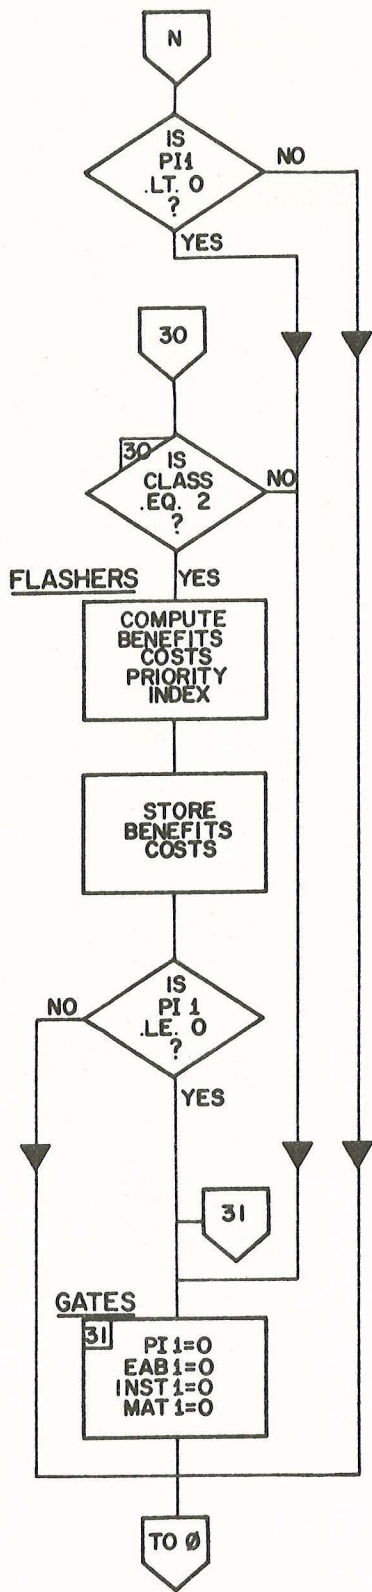 N
IS
PI1
.LT. 0
?
NO
YES
30
30
IS
CLASS
.EQ. 2
?
NO
FLASHERS
YES
COMPUTE
BENEFITS
COSTS
PRIORITY
INDEX
STORE
BENEFITS
COSTS
IS
PI 1
.LE. 0
?
NO
YES
31
GATES
31
PI 1=0
EAB1=0
INST 1=0
MAT 1=0
TO Ø